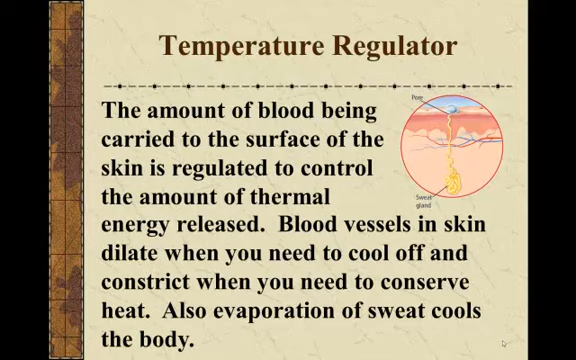 Temperature Regulator
The amount of blood being
carried to the surface of the
skin is regulated to control
the amount of thermal
energy released.  Blood vessels in skin
dilate when you need to cool off and
constrict when you need to conserve
heat.  Also evaporation of sweat cools
the body.
Pore
Sweat
gland